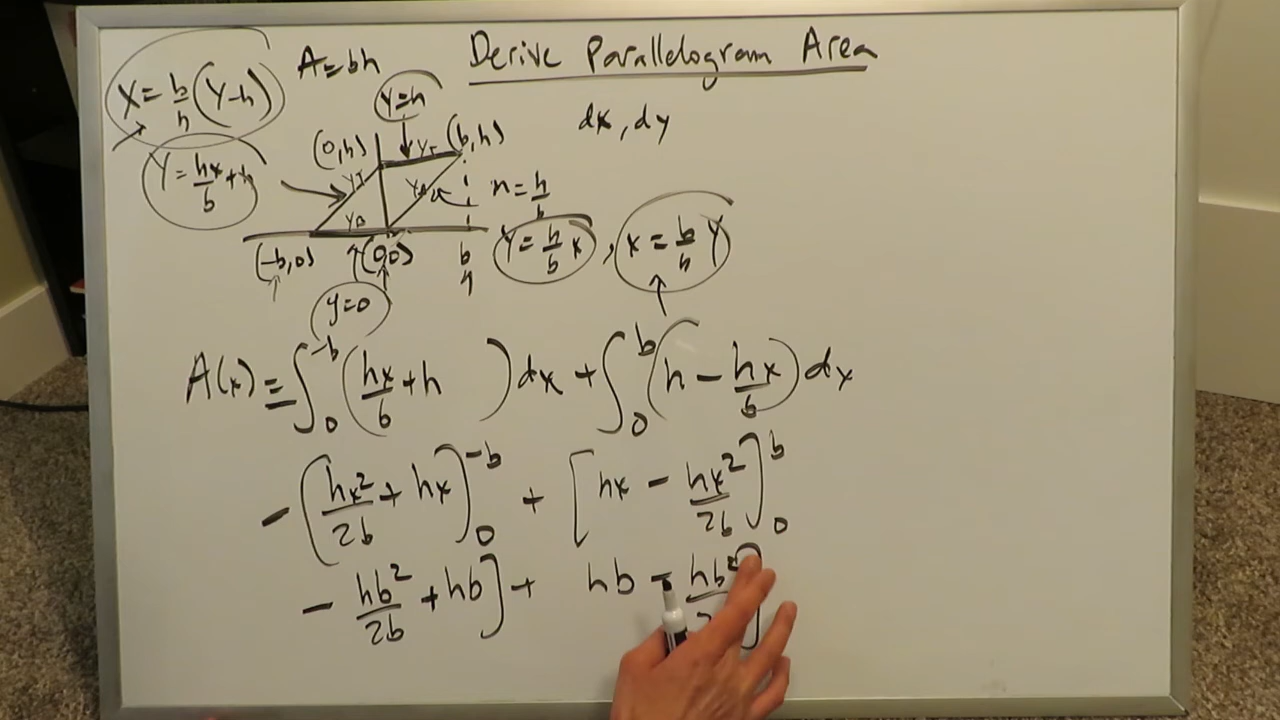 Derive Parallelogram Area
A=bh
x = b/h (y-h)
y=h
dx, dy
(0,h)
(b,h)
y = hx/b + h
m = h/b
(-b,0)
(0,0)
b
y = h/b x , x = b/h y
y=0
A(x) = ∫₀^-b (hx/b + h) dx + ∫₀^b (h - hx/b) dx
- (hx²/2b + hx]₀^-b + [hx - hx²/2b]₀^b
- hb²/2b + hb] + hb - hb²